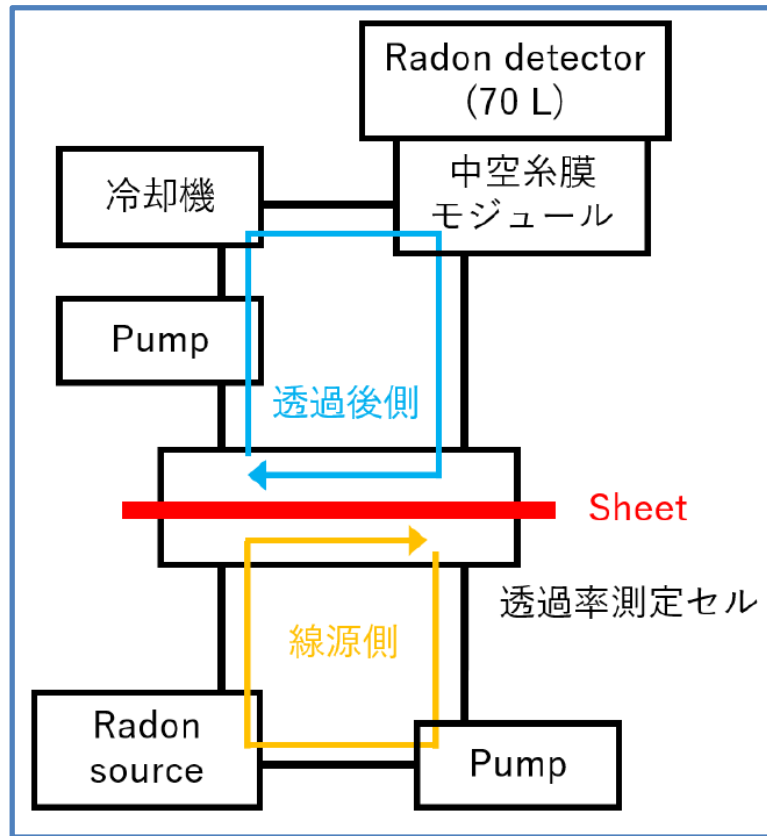 Radon detector
(70 L)
冷却機
中空糸膜
モジュール
Pump
透過後側
Sheet
透過率測定セル
線源側
Radon
source
Pump